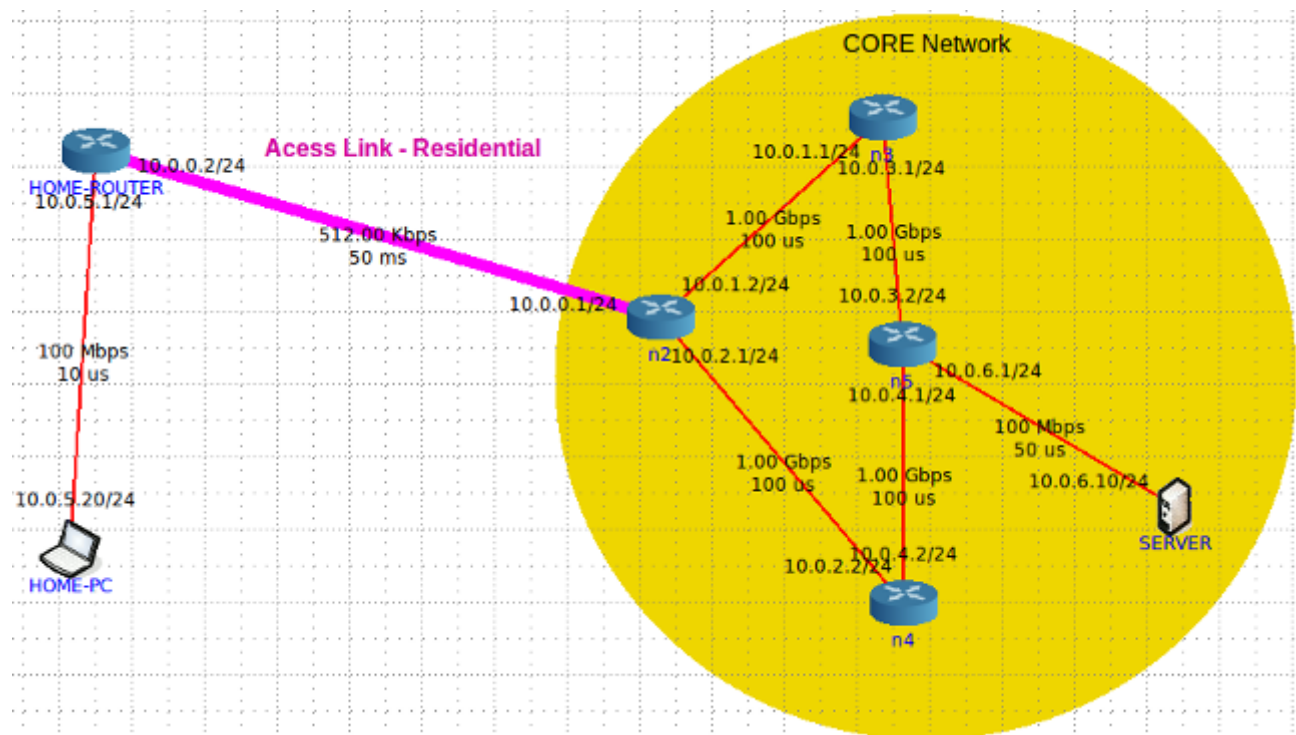 CORE Network
n3
10.0.1.1/24
10.0.3.1/24
Acess Link - Residential
10.0.0.2/24
HOME-ROUTER
10.0.5.1/24
512.00 Kbps
50 ms
1.00 Gbps
100 us
1.00 Gbps
100 us
10.0.1.2/24
10.0.3.2/24
10.0.0.1/24
n2
10.0.2.1/24
100 Mbps
10 us
n5
10.0.6.1/24
10.0.4.1/24
100 Mbps
50 us
1.00 Gbps
100 us
1.00 Gbps
100 us
10.0.6.10/24
10.0.5.20/24
SERVER
10.0.4.2/24
10.0.2.2/24
HOME-PC
n4